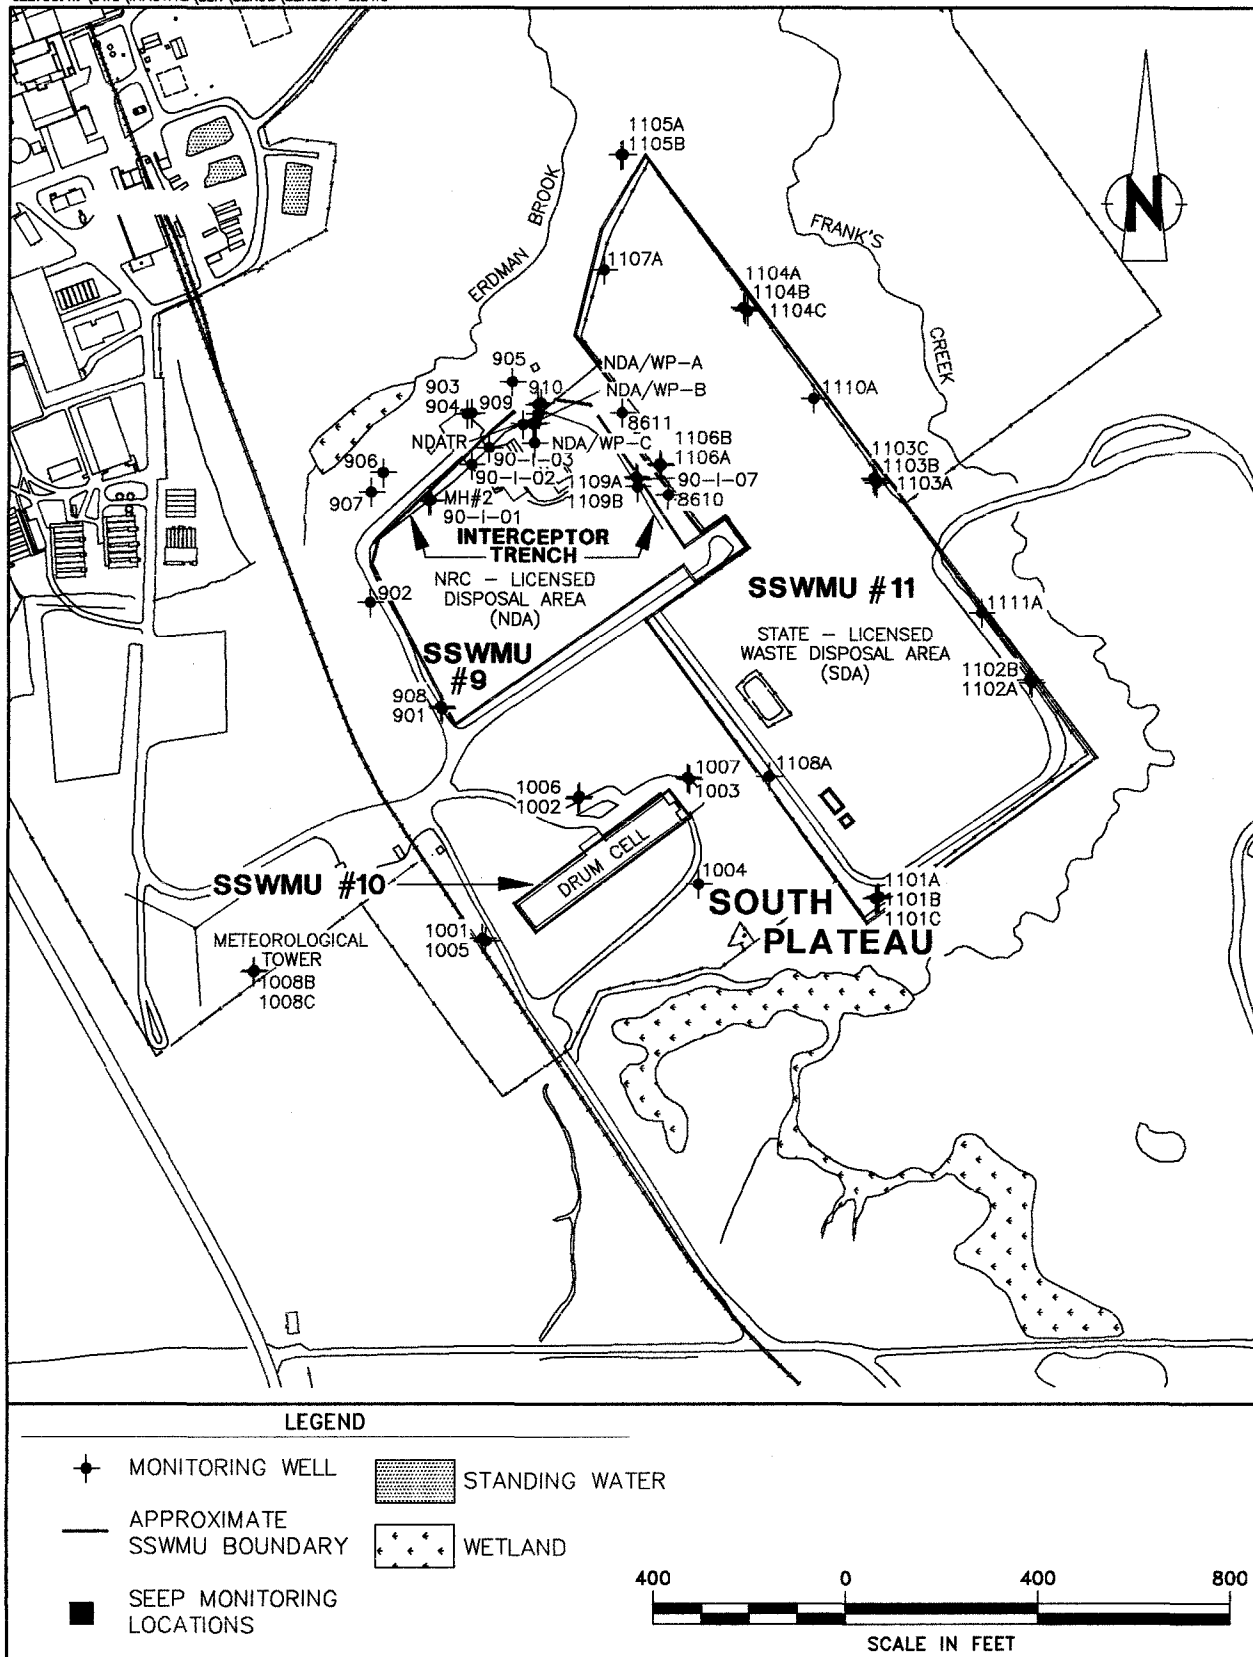 1105A
1105B
BROOK
ERDMAN
FRANK'S
CREEK
N
1107A
1104A
1104B
1104C
905
NDA/WP-A
903
910
NDA/WP-B
904
909
8611
1110A
NDATR
NDA/WP-C
1106B
1106A
1103C
1103B
1103A
906
90-I-03
90-I-02
1109A
90-I-07
907
MH#2
1109B
8610
90-I-01
INTERCEPTOR
TRENCH
NRC - LICENSED
DISPOSAL AREA
(NDA)
902
SSWMU #11
STATE - LICENSED
WASTE DISPOSAL AREA
(SDA)
1111A
SSWMU
#9
1102B
1102A
908
901
1006
1002
1007
1003
1108A
DRUM CELL
SSWMU #10
1004
1101A
1101B
1101C
SOUTH
PLATEAU
1001
1005
METEOROLOGICAL
TOWER
1008B
1008C
LEGEND
MONITORING WELL
STANDING WATER
APPROXIMATE
SSWMU BOUNDARY
WETLAND
SEEP MONITORING
LOCATIONS
400 0 400 800
SCALE IN FEET